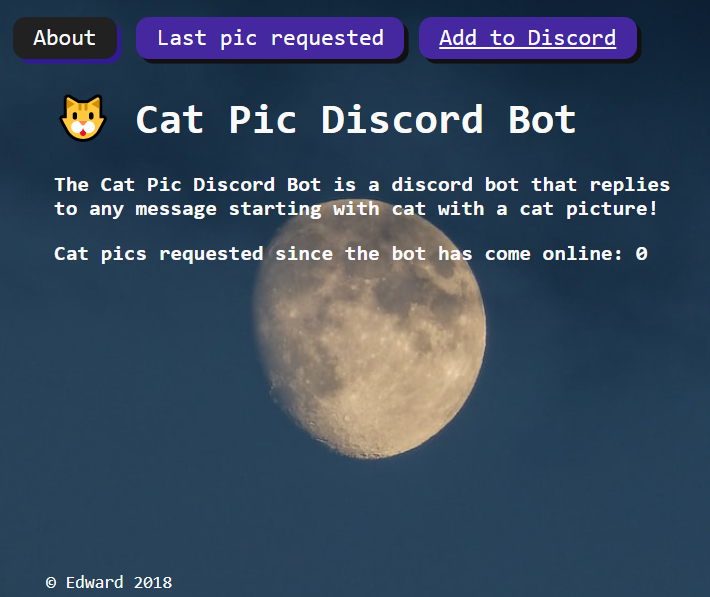 About
Last pic requested
Add to Discord
Cat Pic Discord Bot
The Cat Pic Discord Bot is a discord bot that replies
to any message starting with cat with a cat picture!
Cat pics requested since the bot has come online: 0
© Edward 2018